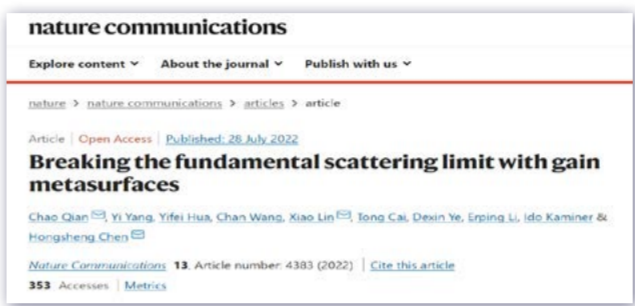 nature communications
Explore content About the journal Publish with us
nature > nature communications > articles > article
Article | Open Access | Published: 28 July 2022
Breaking the fundamental scattering limit with gain
metasurfaces
Chao Qian, Yi Yang, Yifei Hua, Chan Wang, Xiao Lin, Tong Cai, Dexin Ye, Erping Li, Ido Kaminer &
Hongsheng Chen
Nature Communications 13, Article number: 4383 (2022) | Cite this article
353 Accesses | Metrics